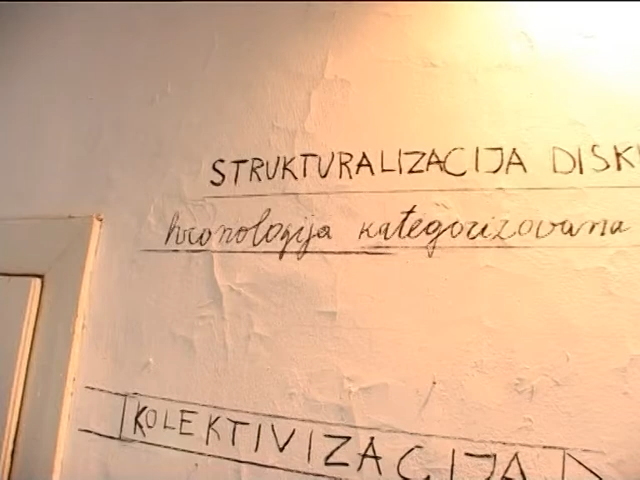 STRUKTURALIZACIJA DISK
hronologija kategorizovana
KOLEKTIVIZACIJA